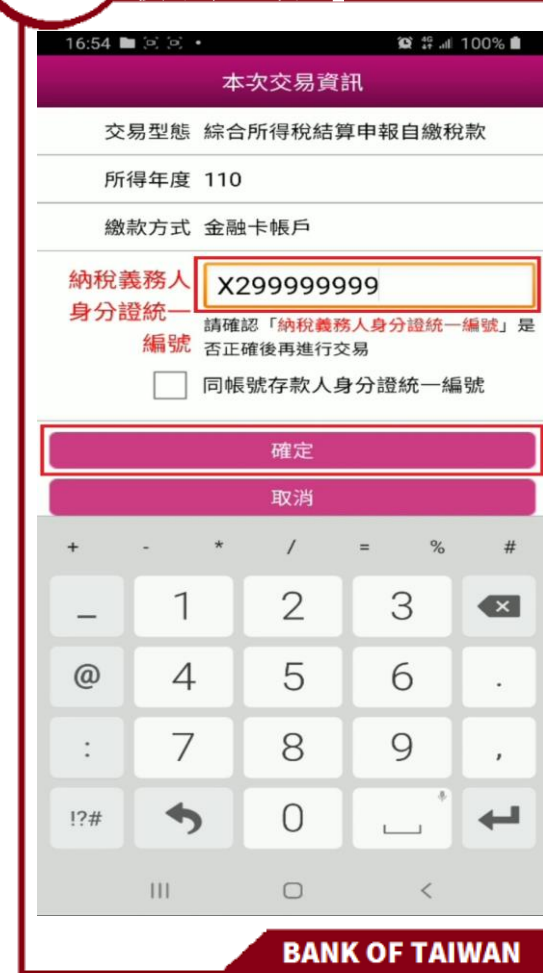 16:54
4G 100%
本次交易資訊
交易型態 綜合所得稅結算申報自繳稅款
所得年度 110
繳款方式 金融卡帳戶
納稅義務人
身分證統一
編號
X299999999
請確認「納稅義務人身分證統一編號」是
否正確後再進行交易
同帳號存款人身分證統一編號
確定
取消
+ - * / = % #
_ 1 2 3
@ 4 5 6 .
: 7 8 9 ,
!?# 0
BANK OF TAIWAN